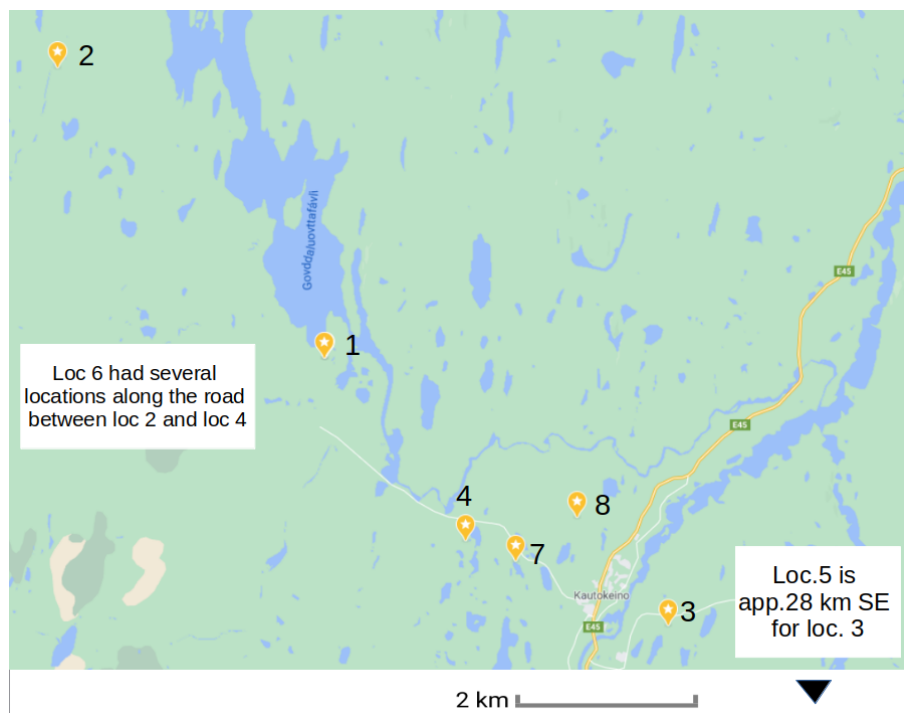 2
Govddaluovttafávli
E45
1
Loc 6 had several
locations along the road
between loc 2 and loc 4
E45
4
8
7
Kautokeino
3
E45
Loc.5 is
app.28 km SE
for loc. 3
2 km